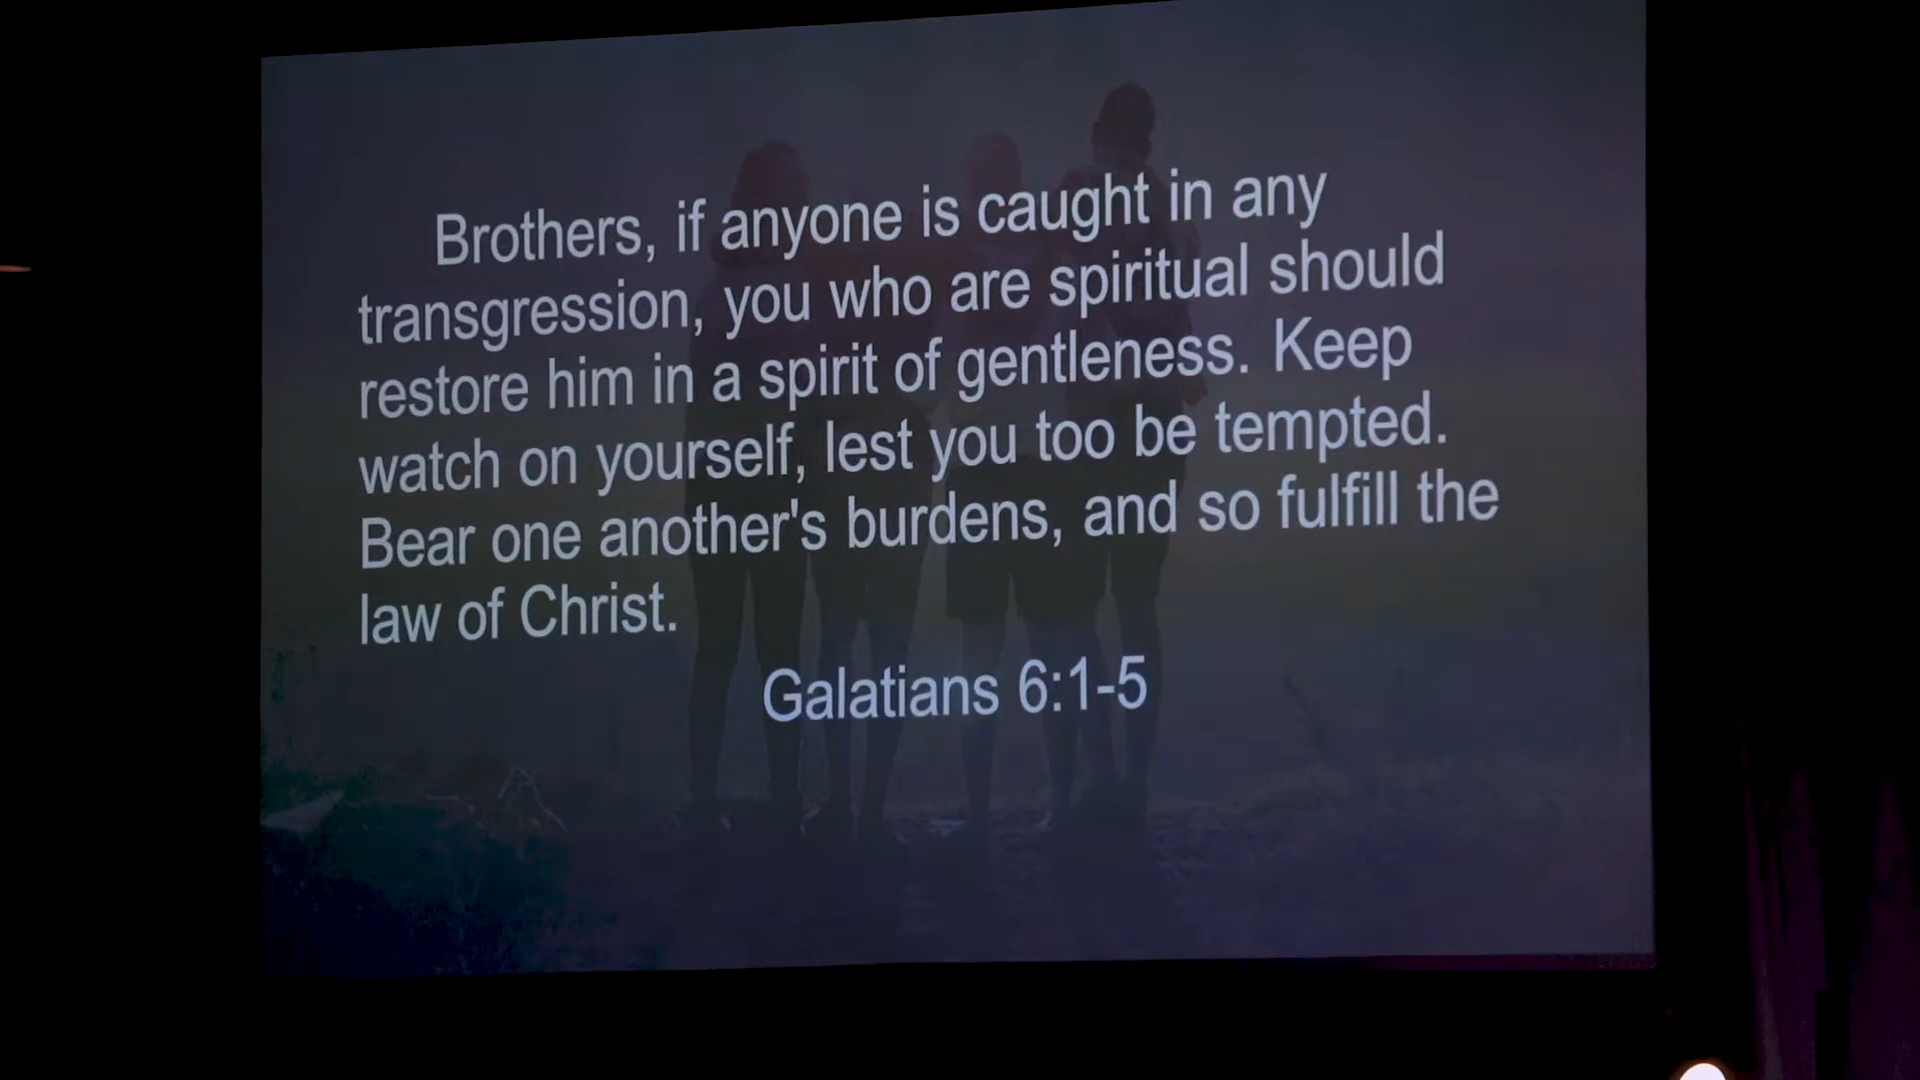 Brothers, if anyone is caught in any
transgression, you who are spiritual should
restore him in a spirit of gentleness. Keep
watch on yourself, lest you too be tempted.
Bear one another's burdens, and so fulfill the
law of Christ.
Galatians 6:1-5